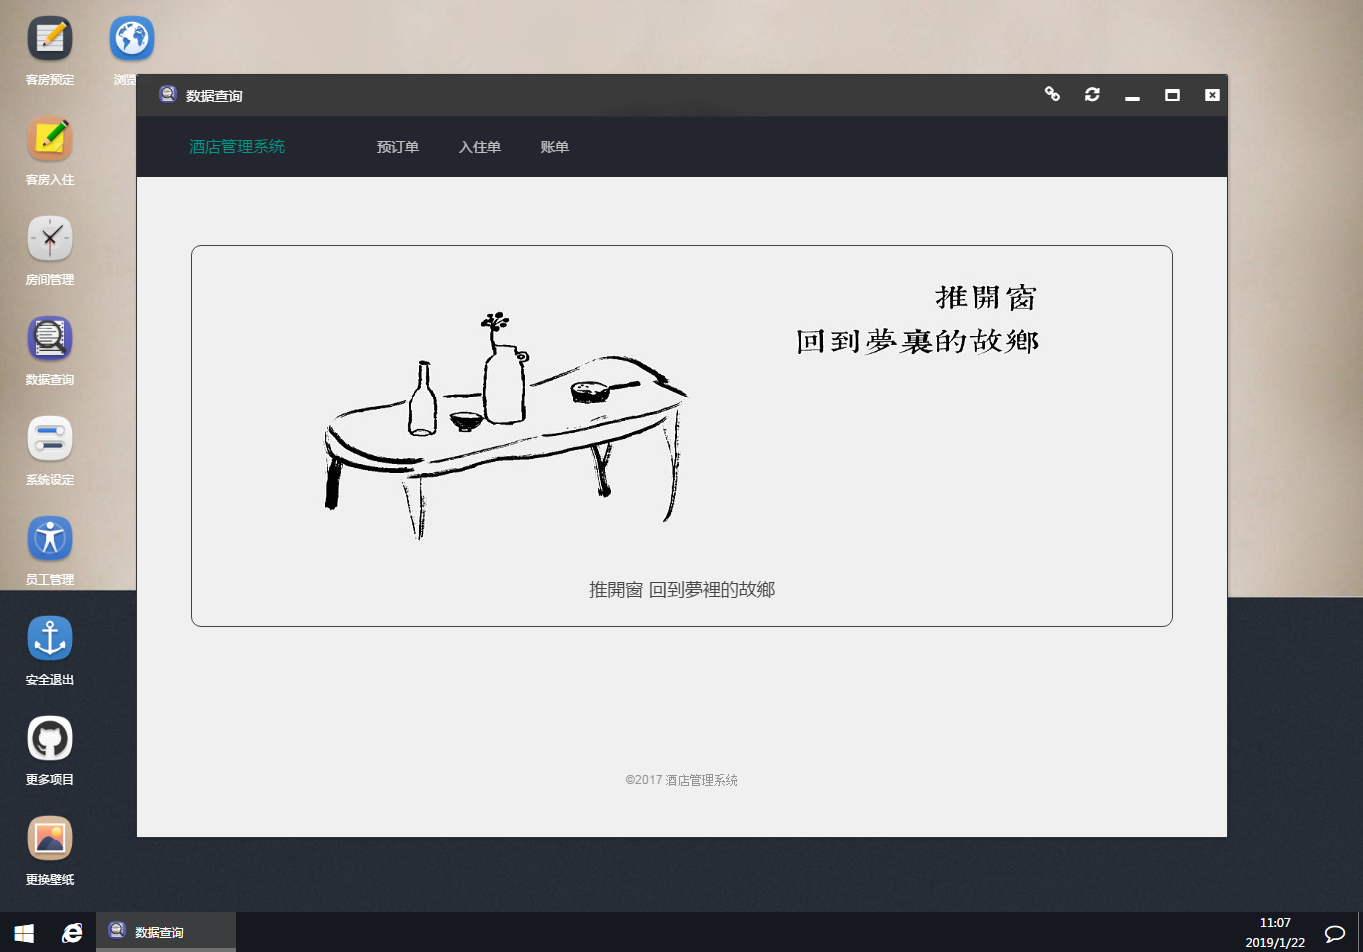 客房预定
浏览
客房入住
房间管理
数据查询
系统设定
员工管理
安全退出
更多项目
更换壁纸
数据查询
酒店管理系统 预订单 入住单 账单
推開窗
回到夢裏的故鄉
推開窗 回到夢裡的故鄉
©2017 酒店管理系统
数据查询
11:07
2019/1/22